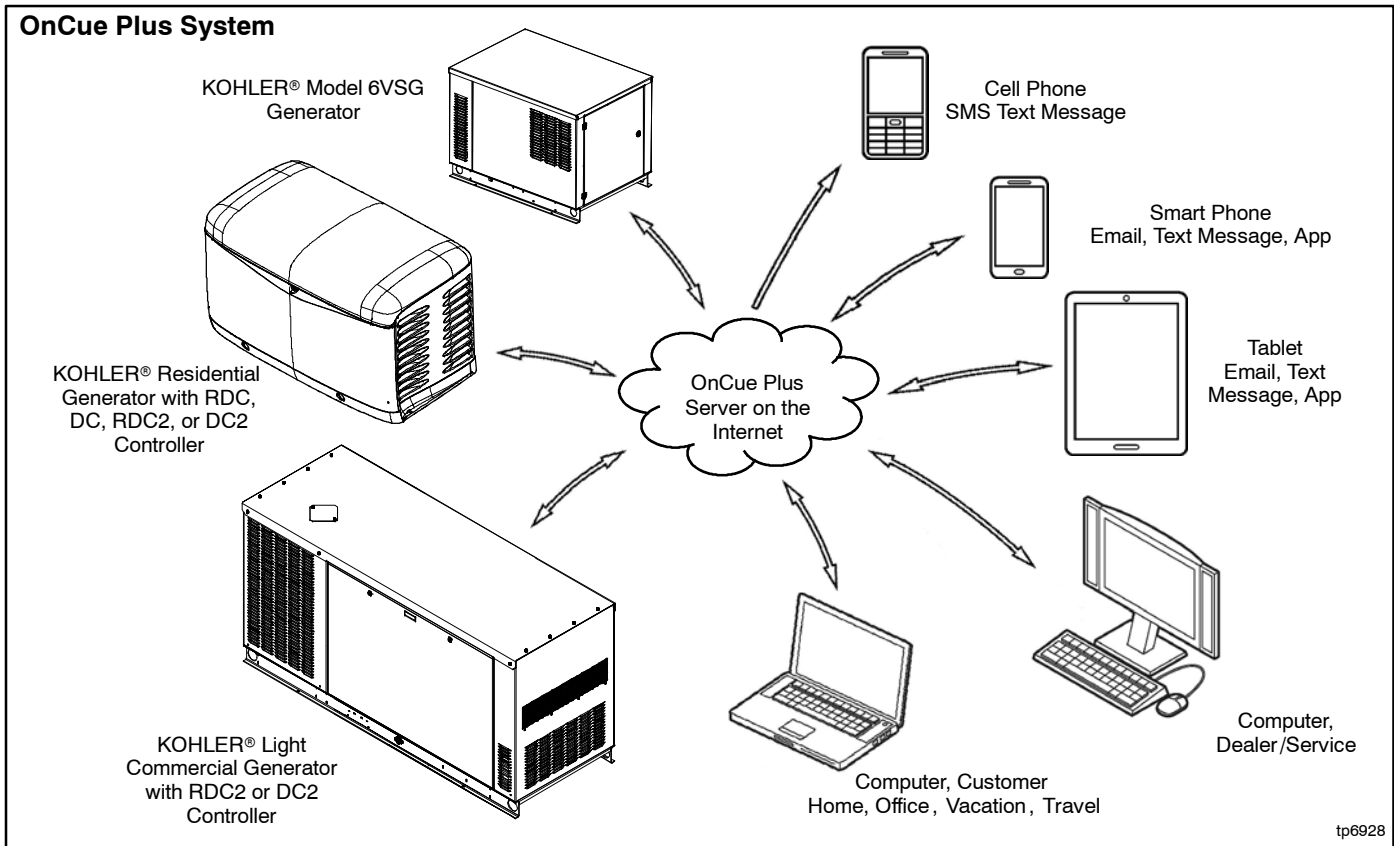 OnCue Plus System
KOHLER® Model 6VSG
Generator
Cell Phone
SMS Text Message
Smart Phone
Email, Text Message, App
KOHLER® Residential
Generator with RDC,
DC, RDC2, or DC2
Controller
OnCue Plus
Server on the
Internet
Tablet
Email, Text
Message, App
KOHLER® Light
Commercial Generator
with RDC2 or DC2
Controller
Computer, Customer
Home, Office, Vacation, Travel
Computer,
Dealer/Service
tp6928